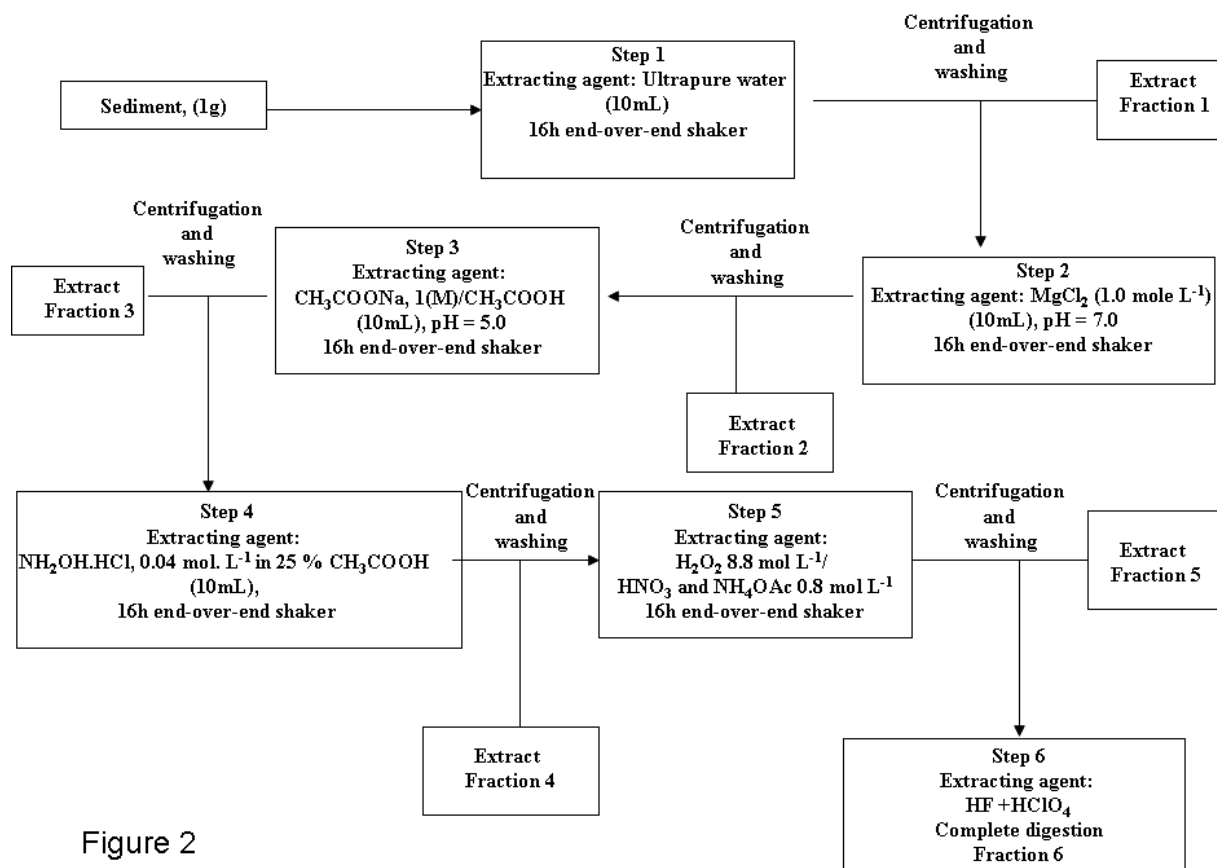 Sediment, (1g)
Step 1
Extracting agent: Ultrapure water
(10mL)
16h end-over-end shaker
Centrifugation
and
washing
Extract
Fraction 1
Step 2
Extracting agent: MgCl₂ (1.0 mole L⁻¹)
(10mL), pH = 7.0
16h end-over-end shaker
Centrifugation
and
washing
Extract
Fraction 2
Step 3
Extracting agent:
CH₃COONa, 1(M)/CH₃COOH
(10mL), pH = 5.0
16h end-over-end shaker
Centrifugation
and
washing
Extract
Fraction 3
Step 4
Extracting agent:
NH₂OH.HCl, 0.04 mol. L⁻¹ in 25 % CH₃COOH
(10mL),
16h end-over-end shaker
Centrifugation
and
washing
Extract
Fraction 4
Step 5
Extracting agent:
H₂O₂ 8.8 mol L⁻¹/
HNO₃ and NH₄OAc 0.8 mol L⁻¹
16h end-over-end shaker
Centrifugation
and
washing
Extract
Fraction 5
Step 6
Extracting agent:
HF +HClO₄
Complete digestion
Fraction 6
Figure 2